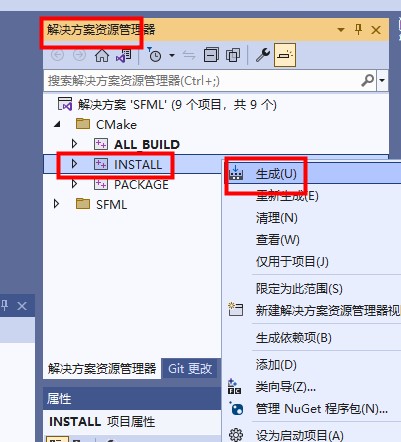 解决方案资源管理器
搜索解决方案资源管理器(Ctrl+;)
解决方案 'SFML' (9 个项目，共 9 个)
CMake
ALL_BUILD
INSTALL
PACKAGE
SFML
生成(U)
重新生成(E)
清理(N)
查看(W)
仅用于项目(J)
限定为此范围(S)
新建解决方案资源管理器视
生成依赖项(B)
添加(D)
类向导(Z)...
管理 NuGet 程序包(N)...
设为启动项目(A)
解决方案资源管理器 Git 更改
属性
INSTALL 项目属性